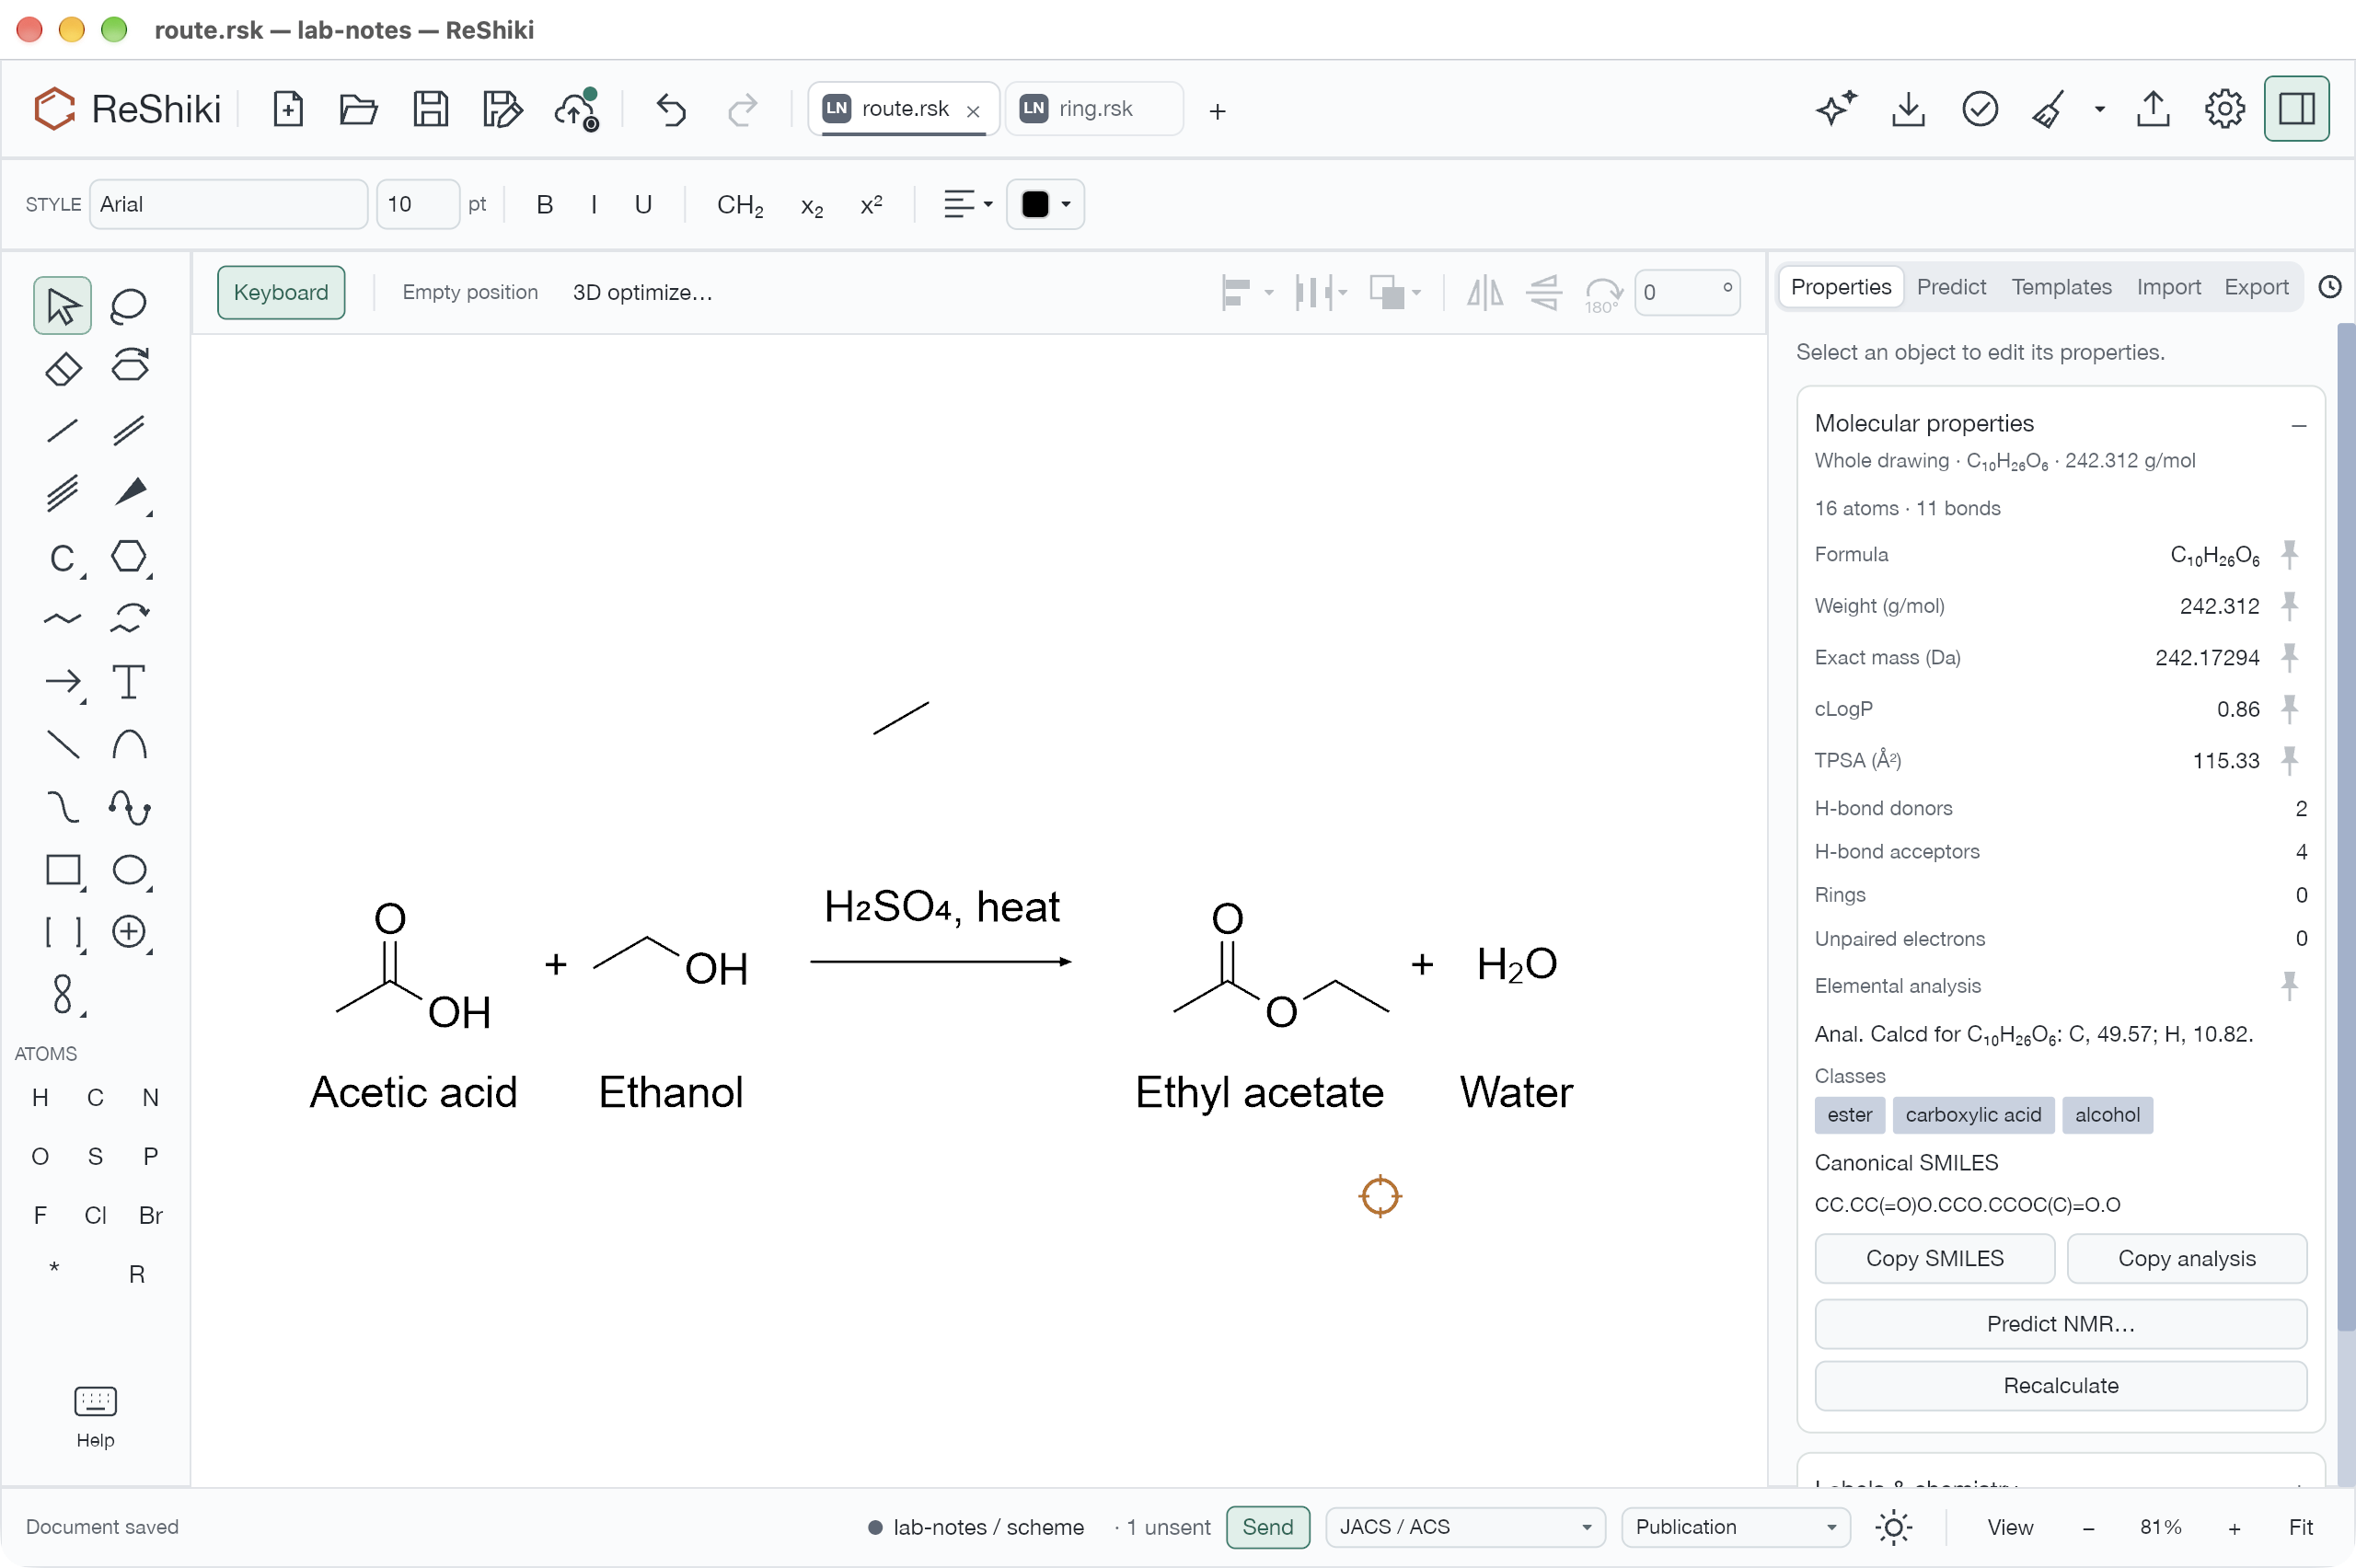 route.rsk — lab-notes — ReShiki
ReShiki
LN route.rsk ×
LN ring.rsk
+
STYLE Arial 10 pt B I U CH₂ x₂ x²
Keyboard Empty position 3D optimize...
180° 0 °
Properties Predict Templates Import Export
Select an object to edit its properties.
Molecular properties –
Whole drawing · C₁₀H₂₆O₆ · 242.312 g/mol
16 atoms · 11 bonds
Formula C₁₀H₂₆O₆
Weight (g/mol) 242.312
Exact mass (Da) 242.17294
cLogP 0.86
TPSA (Å²) 115.33
H-bond donors 2
H-bond acceptors 4
Rings 0
Unpaired electrons 0
Elemental analysis
Anal. Calcd for C₁₀H₂₆O₆: C, 49.57; H, 10.82.
Classes
ester carboxylic acid alcohol
Canonical SMILES
CC.CC(=O)O.CCO.CCOC(C)=O.O
Copy SMILES Copy analysis
Predict NMR...
Recalculate
Labels & chemistry
C
T
[ ]
ATOMS
H C N
O S P
F Cl Br
* R
Help
H₂SO₄, heat
O O
+ OH + H₂O
OH O
Acetic acid Ethanol Ethyl acetate Water
Document saved
lab-notes / scheme · 1 unsent Send JACS / ACS Publication View – 81% + Fit